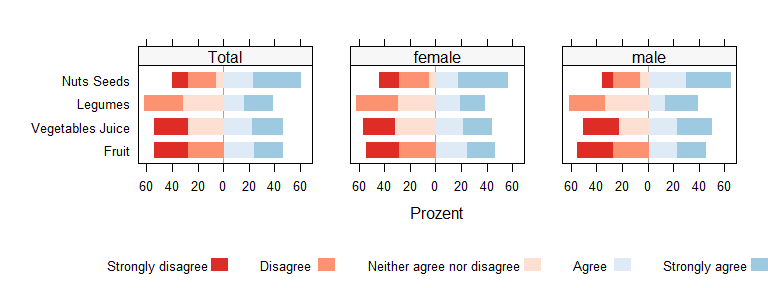 Total female male
Nuts Seeds
Legumes
Vegetables Juice
Fruit
60 40 20 0 20 40 60 60 40 20 0 20 40 60 60 40 20 0 20 40 60
Prozent
Strongly disagree Disagree Neither agree nor disagree Agree Strongly agree